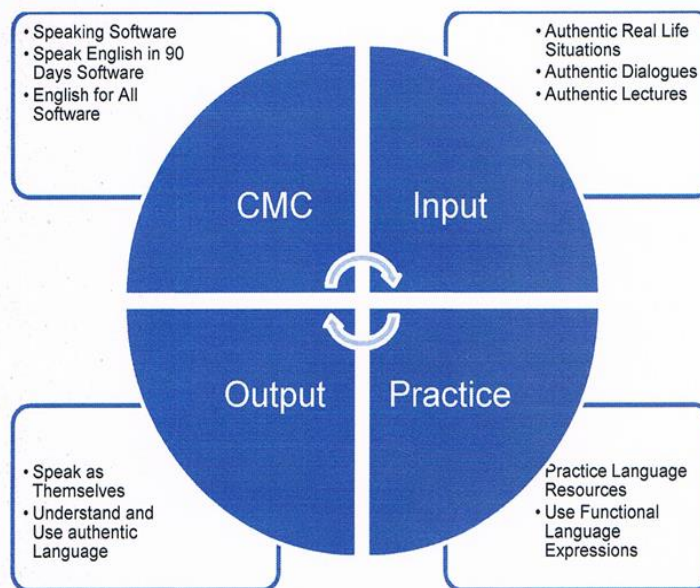 • Speaking Software
• Speak English in 90
Days Software
• English for All
Software
• Authentic Real Life
Situations
• Authentic Dialogues
• Authentic Lectures
CMC
Input
Output
Practice
• Speak as
Themselves
• Understand and
Use authentic
Language
Practice Language
Resources
• Use Functional
Language
Expressions